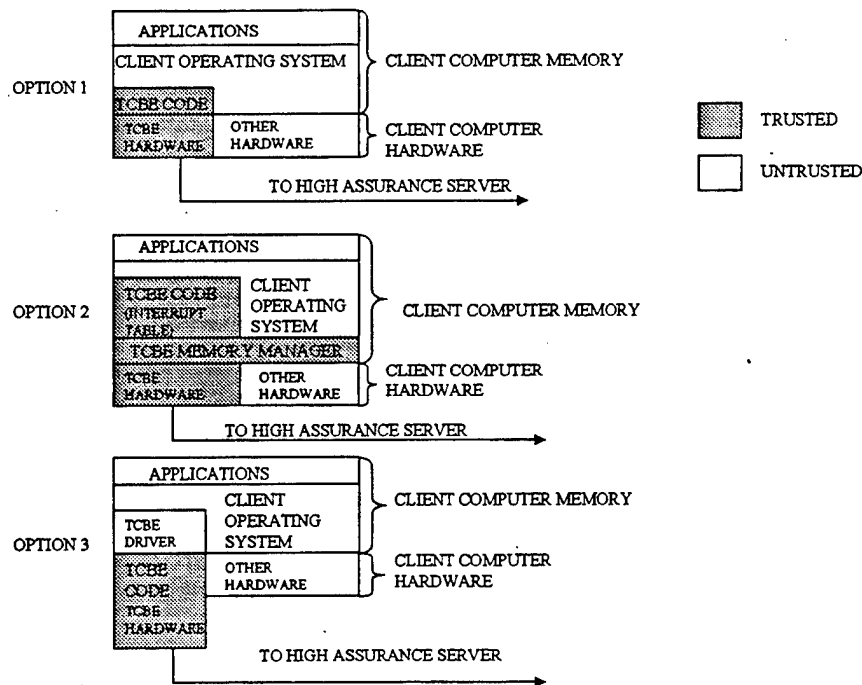 APPLICATIONS
CLIENT OPERATING SYSTEM
CLIENT COMPUTER MEMORY
OPTION 1
TCBE CODE
TCBE
HARDWARE
OTHER
HARDWARE
CLIENT COMPUTER
HARDWARE
TO HIGH ASSURANCE SERVER
TRUSTED
UNTRUSTED
APPLICATIONS
TCBE CODE
(INTERRUPT
TABLE)
CLIENT
OPERATING
SYSTEM
CLIENT COMPUTER MEMORY
OPTION 2
TCBE MEMORY MANAGER
TCBE
HARDWARE
OTHER
HARDWARE
CLIENT COMPUTER
HARDWARE
TO HIGH ASSURANCE SERVER
APPLICATIONS
CLIENT
OPERATING
SYSTEM
CLIENT COMPUTER MEMORY
TCBE
DRIVER
OPTION 3
TCBE
CODE
TCBE
HARDWARE
OTHER
HARDWARE
CLIENT COMPUTER
HARDWARE
TO HIGH ASSURANCE SERVER